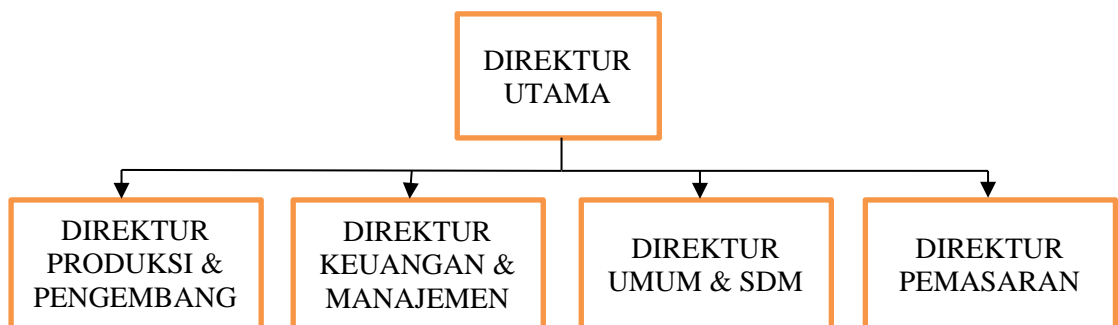 DIREKTUR
UTAMA
DIREKTUR
PRODUKSI &
PENGEMBANG
DIREKTUR
KEUANGAN &
MANAJEMEN
DIREKTUR
UMUM & SDM
DIREKTUR
PEMASARAN